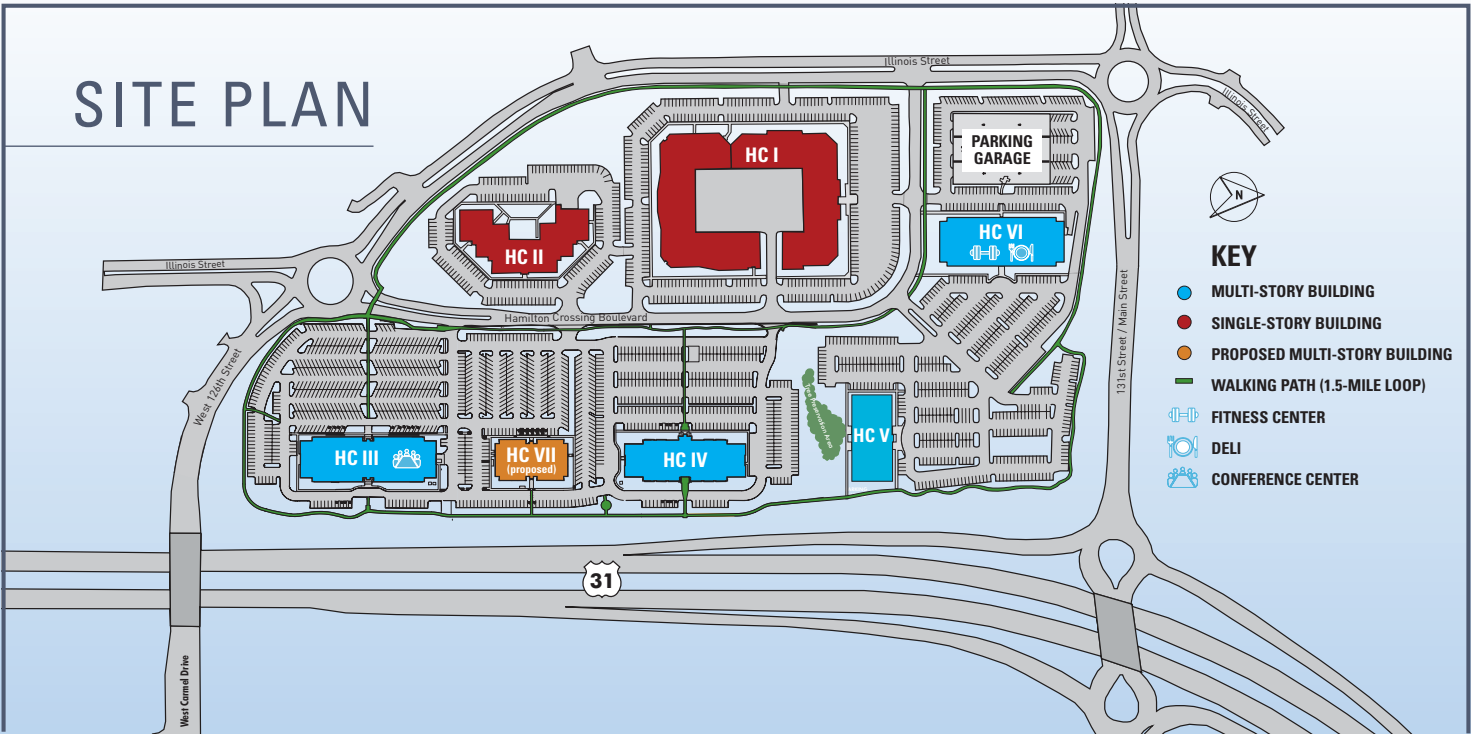 SITE PLAN
Illinois Street
Illinois Street
HC I
PARKING
GARAGE
N
HC II
HC VI
Illinois Street
Hamilton Crossing Boulevard
West 126th Street
131st Street / Main Street
Tree Preservation Area
HC III
HC VII
(proposed)
HC IV
HC V
31
West Carmel Drive
KEY
MULTI-STORY BUILDING
SINGLE-STORY BUILDING
PROPOSED MULTI-STORY BUILDING
WALKING PATH (1.5-MILE LOOP)
FITNESS CENTER
DELI
CONFERENCE CENTER